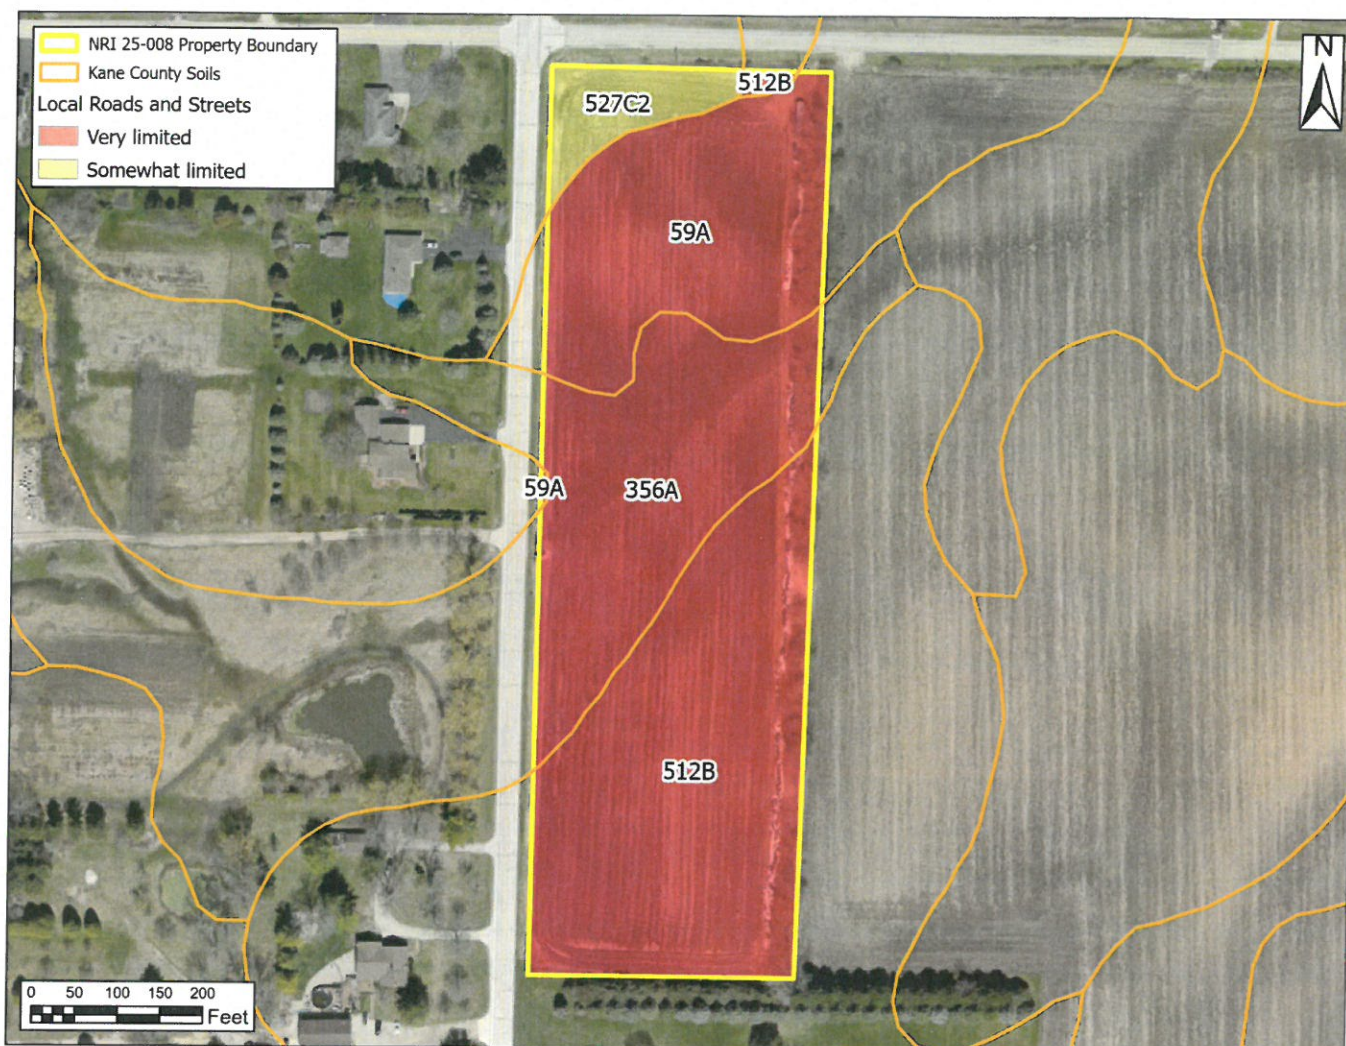 NRI 25-008 Property Boundary
Kane County Soils
Local Roads and Streets
Very limited
Somewhat limited
N
512B
527C2
59A
59A
356A
512B
0 50 100 150 200
Feet